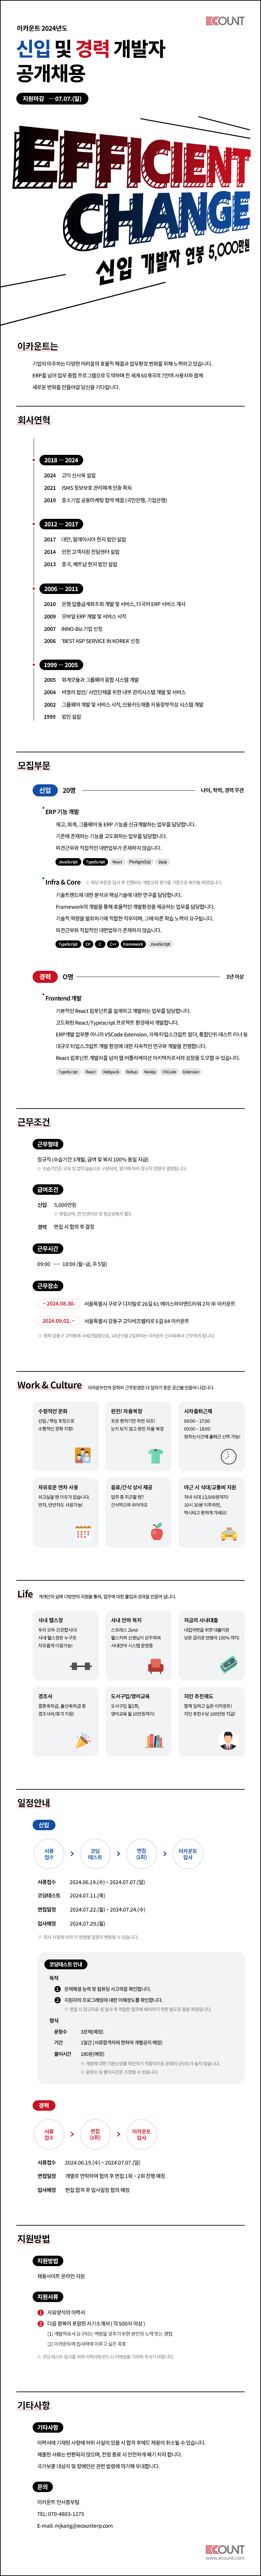 이카운트 2024년도
ECOUNT
신입 및 경력 개발자
공개채용
지원마감 — 07.07.(일)
EFFICIENT
CHANGE
신입 개발자 연봉 5,000만원
이카운트는
기업이 마주하는 다양한 어려움의 효율적 해결과 업무환경 변화를 위해 노력하고 있습니다.
ERP를 넘어 업무 종합 프로그램으로 도약하며 전 세계 60개국의 7만여 사용자와 함께
새로운 변화를 만들어갈 당신을 기다립니다.
회사연혁
2018 — 2024
2024 고덕 신사옥 설립
2021 ISMS 정보보호 관리체계 인증 획득
2019 중소기업 공동마케팅 협약 체결 (국민은행, 기업은행)
2012 — 2017
2017 대만, 말레이시아 현지 법인 설립
2014 인천 고객지원 전담센터 설립
2013 중국, 베트남 현지 법인 설립
2006 — 2011
2010 은행 입출금계좌조회 개발 및 서비스, 다국어 ERP 서비스 개시
2009 모바일 ERP 개발 및 서비스 시작
2007 INNO-Biz 기업 선정
2006 'BEST ASP SERVICE IN KOREA' 선정
1999 — 2005
2005 회계모듈과 그룹웨어 융합 시스템 개발
2004 비영리 법인/ 시민단체를 위한 내부 관리시스템 개발 및 서비스
2002 그룹웨어 개발 및 서비스 시작, 신용카드매출 자동장부작성 시스템 개발
1999 법인 설립
모집부문
신입 20명 나이, 학력, 경력 무관
ERP 기능 개발
재고, 회계, 그룹웨어 등 ERP 기능을 신규개발하는 업무를 담당합니다.
기존에 존재하는 기능을 고도화하는 업무를 담당합니다.
파견근무와 직접적인 대면업무가 존재하지 않습니다.
JavaScript TypeScript React PostgreSql Web
Infra & Core ※ 해당 부문은 입사 후 진행되는 개발교육 평가를 기준으로 배치될 예정입니다.
기술트렌드에 대한 분석과 핵심기술에 대한 연구를 담당합니다.
Framework의 개발을 통해 효율적인 개발환경을 제공하는 업무를 담당합니다.
기술적 역량을 발휘하기에 적합한 직무이며, 그에 따른 학습 노력이 요구됩니다.
파견근무와 직접적인 대면업무가 존재하지 않습니다.
TypeScript C# C C++ Framework JavaScript
경력 0명 3년 이상
Frontend 개발
기본적인 React 컴포넌트를 설계하고 개발하는 업무를 담당합니다.
고도화된 React/Typescript 프로젝트 환경에서 개발합니다.
ERP개발 업무뿐 아니라 VSCode Extension, 자체 타입스크립트 빌더, 통합단위 테스트 러너 등
대규모 타입스크립트 개발 환경에 대한 지속적인 연구와 개발을 진행합니다.
React 컴포넌트 개발자를 넘어 웹 어플리케이션 아키텍터로서의 성장을 도모할 수 있습니다.
TypeScript React Webpack Rollup Nodejs VSCode Extension
근무조건
근무형태
정규직 (수습기간 3개월, 급여 및 복지 100% 동일 지급)
※ 수습기간은 교육 및 업무실습으로 구성되며, 평가에 따라 정규직 전환이 결정됩니다.
급여조건
신입 5,000만원
경력 면접 시 협의 후 결정
근무시간
09:00 — 18:00 (월~금, 주 5일)
근무장소
~ 2024.08.30. 서울특별시 구로구 디지털로 26길 61 에이스하이엔드타워 2차 ㈜ 이카운트
2024.09.02. ~ 서울특별시 강동구 고덕비즈밸리로 6길 84 이카운트
※ 현재 강동구 고덕동에 사옥건립중으로, 24년 9월 2일부터는 이카운트 신사옥에서 근무하게 됩니다.
Work & Culture 이카운트만의 문화와 근무환경은 더 일하기 좋은 공간을 만들어 나갑니다.
수평적인 문화
선임 / 책임 호칭으로
수평적인 문화 지향!
완전! 자율복장
듯은 편하기만 하면 되죠!
눈치 보지 않고 편한 옷을 복장
시차출퇴근제
08:00 ~ 17:00
09:00 ~ 18:00
원하는시간에 출퇴근 선택 가능!
자유로운 연차 사용
쉬고싶을 땐 이유가 없습니다.
연차, 반반차도 사용가능!
음료/간식 상시 제공
업무 중 피곤할 땐?
간식먹으며 쉬어야죠
야근 시 식대/교통비 지원
저녁 식대 13,000원까지!
10시 30분 이후라면,
택시타고 편하게 가세요!
Life 개개인의 삶에 다방면의 지원을 통해, 업무에 대한 몰입과 성과를 만들어 냅니다.
사내 헬스장
우리 모두 건강합시다!
사내 헬스장은 누구든
자유롭게 이용가능!
사내 안마 복지
스트레스 Zero!
헬스키퍼 선생님이 상주하며
사내안마 시스템 운영중
저금리 사내대출
내집마련을 위한 대출지원
낮은 금리로 연봉의 150% 까지!
경조사
결혼축하금, 출산축하금 등
경조사비/휴가 지원!
도서구입/영어교육
도서구입 월2회,
영어교육 월 10만원까지!
지인 추천제도
함께 일하고 싶은 이카운트!
지인 추천수당 100만원 지급!
일정안내
신입
서류
접수
코딩
테스트
면접
(1회)
이카운트
입사
서류접수 2024.06.19.(수) ~ 2024.07.07.(일)
코딩테스트 2024.07.11.(목)
면접일정 2024.07.22.(월) ~ 2024.07.24.(수)
입사예정 2024.07.29.(월)
※ 회사 사정에 따라 각 전형별 일정이 변동될 수 있습니다.
코딩테스트 안내
목적
1 문제해결 능력 및 컴퓨팅 사고력을 확인합니다.
2 지원자의 프로그래밍에 대한 이해정도를 확인합니다.
※ 면접 시 참고자료 및 입사 후 적합한 업무에 배치하기 위한 용도로 활용 예정입니다.
형식
문항수 3문제(예정)
기간 1일간 (서류합격자에 한하여 개별공지 예정)
풀이시간 180분(예정)
※ 개발에 대한 기본소양을 확인하기 위함이므로 문제의 난이도가 높지 않습니다.
※ 문항수 및 풀이시간은 조정될 수 있습니다.
경력
서류
접수
면접
(1회)
이카운트
입사
서류접수 2024.06.19.(수) ~ 2024.07.07.(일)
면접일정 개별로 연락하여 협의 후 면접 1회 ~ 2회 진행 예정
입사예정 면접 합격 후 입사일정 협의 예정
지원방법
지원방법
채용사이트 온라인 지원
지원서류
1 자유양식의 이력서
2 다음 항목이 포함된 자기소개서 ( 각 500자 이상 )
(1) 개발자로서 요구되는 역량을 갖추기 위한 본인의 노력 또는 경험
(2) 이카운트에 입사하여 이루고 싶은 목표
※ 코딩 테스트 응시를 위해 이력서에 반드시 이메일을 기재해 주시기 바랍니다.
기타사항
기타사항
이력서에 기재된 사항에 허위 사실이 있을 시 합격 후에도 채용이 취소될 수 있습니다.
제출된 서류는 반환되지 않으며, 전형 종료 시 안전하게 폐기 처리 합니다.
국가보훈 대상자 및 장애인은 관련 법령에 의거해 우대합니다.
문의
이카운트 인사총무팀
TEL: 070-4803-1275
E-mail: mjkang@ecounterp.com
ECOUNT
www.ecount.com